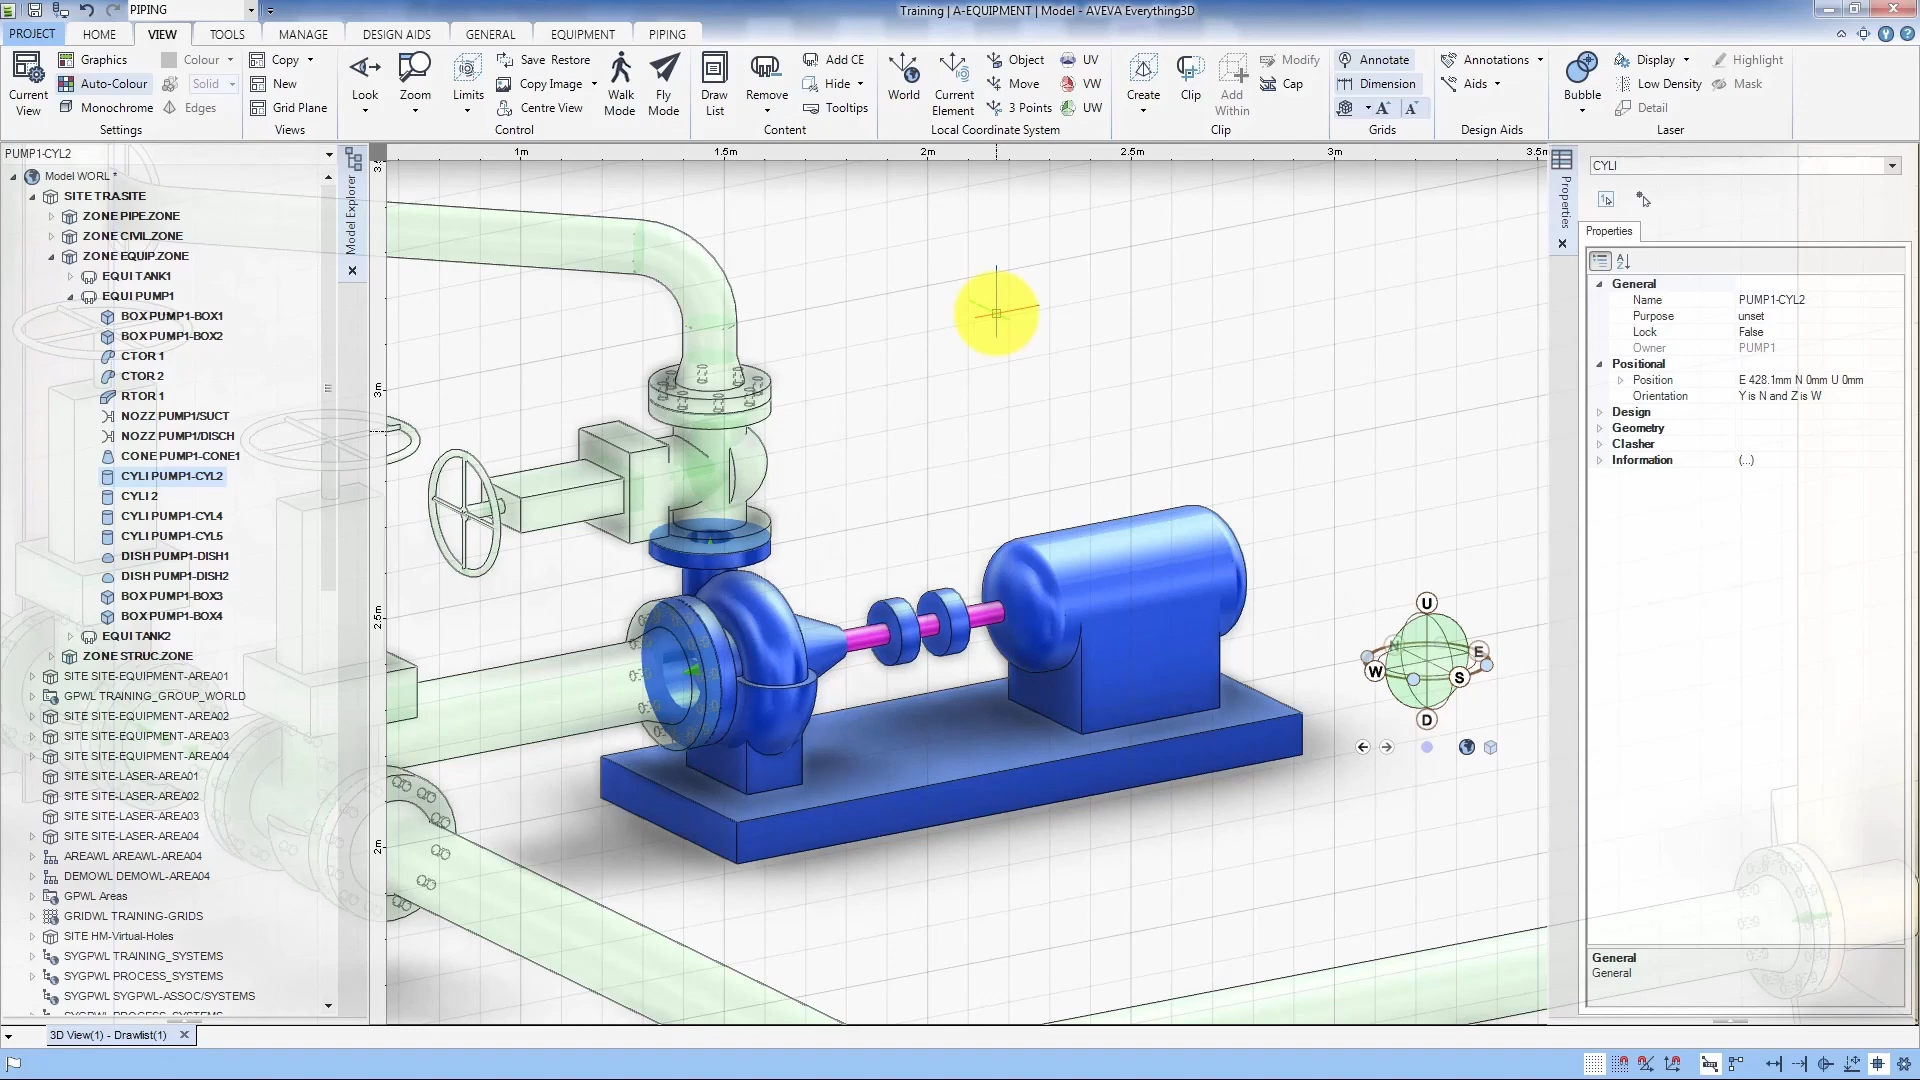 PIPING
Training | A-EQUIPMENT | Model - AVEVA Everything3D
PROJECT HOME VIEW TOOLS MANAGE DESIGN AIDS GENERAL EQUIPMENT PIPING
Current View
Graphics
Auto-Colour
Monochrome
Colour
Solid
Edges
Settings
Copy
New
Grid Plane
Views
Look
Zoom
Limits
Save Restore
Copy Image
Centre View
Walk Mode
Fly Mode
Control
Draw List
Remove
Add CE
Hide
Tooltips
Content
World
Current Element
Object
Move
3 Points
UV
VW
UW
Local Coordinate System
Create
Clip
Add Within
Modify
Cap
Clip
Annotate
Dimension
Grids
Annotations
Aids
Design Aids
Bubble
Display
Low Density
Detail
Highlight
Mask
Laser
PUMP1-CYL2
Model WORL *
SITE TRASITE
ZONE PIPE.ZONE
ZONE CIVIL.ZONE
ZONE EQUIP.ZONE
EQUI TANK1
EQUI PUMP1
BOX PUMP1-BOX1
BOX PUMP1-BOX2
CTOR 1
CTOR 2
RTOR 1
NOZZ PUMP1/SUCT
NOZZ PUMP1/DISCH
CONE PUMP1-CONE1
CYLI PUMP1-CYL2
CYLI 2
CYLI PUMP1-CYL4
CYLI PUMP1-CYL5
DISH PUMP1-DISH1
DISH PUMP1-DISH2
BOX PUMP1-BOX3
BOX PUMP1-BOX4
EQUI TANK2
ZONE STRUC.ZONE
SITE SITE-EQUIPMENT-AREA01
GPWL TRAINING_GROUP_WORLD
SITE SITE-EQUIPMENT-AREA02
SITE SITE-EQUIPMENT-AREA03
SITE SITE-EQUIPMENT-AREA04
SITE SITE-LASER-AREA01
SITE SITE-LASER-AREA02
SITE SITE-LASER-AREA03
SITE SITE-LASER-AREA04
AREAWL AREAWL-AREA04
DEMOWL DEMOWL-AREA04
GPWL Areas
GRIDWL TRAINING-GRIDS
SITE HM-Virtual-Holes
SYGPWL TRAINING_SYSTEMS
SYGPWL PROCESS_SYSTEMS
SYGPWL SYGPWL-ASSOC/SYSTEMS
Model Explorer
1m 1.5m 2m 2.5m 3m 3.5m
3m
2.5m
2m
U
N
E
W
S
D
Properties
CYLI
Properties
General
Name PUMP1-CYL2
Purpose unset
Lock False
Owner PUMP1
Positional
Position E 428.1mm N 0mm U 0mm
Orientation Y is N and Z is W
Design
Geometry
Clasher
Information (...)
General
General
3D View(1) - Drawlist(1)